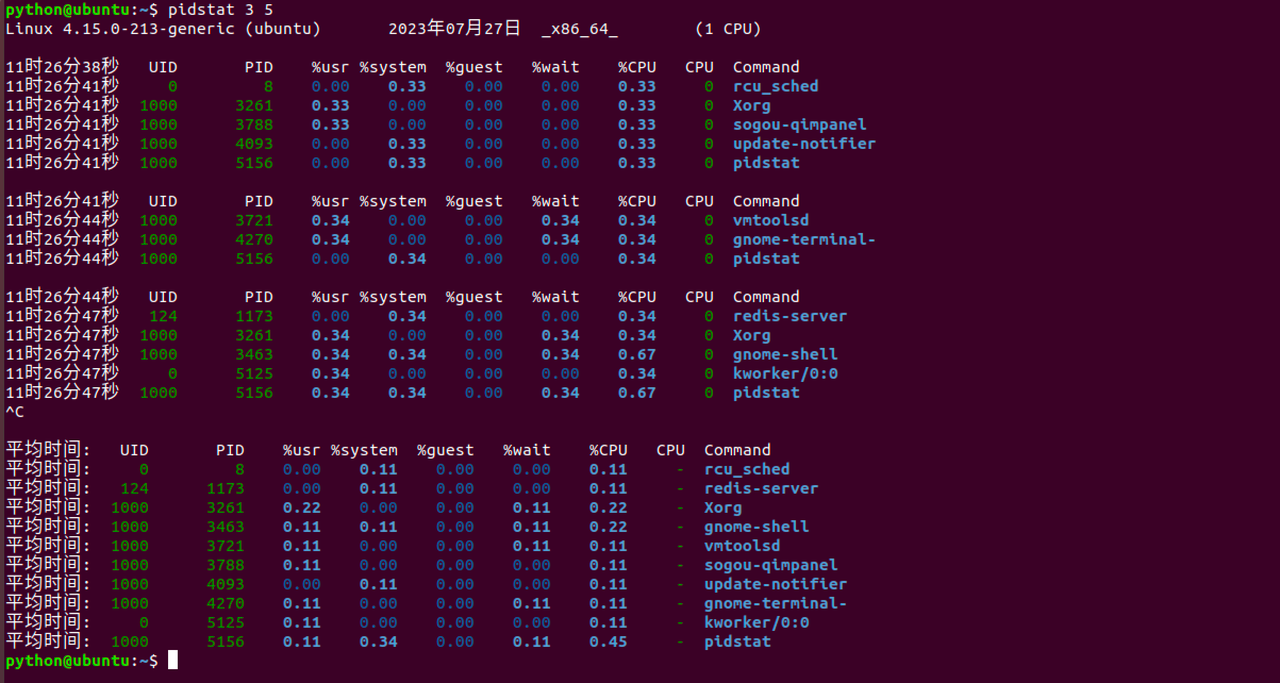 python@ubuntu:~$ pidstat 3 5
Linux 4.15.0-213-generic (ubuntu) 2023年07月27日 _x86_64_ (1 CPU)
11时26分38秒 UID PID %usr %system %guest %wait %CPU CPU Command
11时26分41秒 0 8 0.00 0.33 0.00 0.00 0.33 0 rcu_sched
11时26分41秒 1000 3261 0.33 0.00 0.00 0.00 0.33 0 Xorg
11时26分41秒 1000 3788 0.33 0.00 0.00 0.00 0.33 0 sogou-qimpanel
11时26分41秒 1000 4093 0.00 0.33 0.00 0.00 0.33 0 update-notifier
11时26分41秒 1000 5156 0.00 0.33 0.00 0.00 0.33 0 pidstat
11时26分41秒 UID PID %usr %system %guest %wait %CPU CPU Command
11时26分44秒 1000 3721 0.34 0.00 0.00 0.34 0.34 0 vmtoolsd
11时26分44秒 1000 4270 0.34 0.00 0.00 0.34 0.34 0 gnome-terminal-
11时26分44秒 1000 5156 0.00 0.34 0.00 0.00 0.34 0 pidstat
11时26分44秒 UID PID %usr %system %guest %wait %CPU CPU Command
11时26分47秒 124 1173 0.00 0.34 0.00 0.00 0.34 0 redis-server
11时26分47秒 1000 3261 0.34 0.00 0.00 0.34 0.34 0 Xorg
11时26分47秒 1000 3463 0.34 0.34 0.00 0.34 0.67 0 gnome-shell
11时26分47秒 0 5125 0.34 0.00 0.00 0.00 0.34 0 kworker/0:0
11时26分47秒 1000 5156 0.34 0.34 0.00 0.34 0.67 0 pidstat
^C
平均时间: UID PID %usr %system %guest %wait %CPU CPU Command
平均时间: 0 8 0.00 0.11 0.00 0.00 0.11 - rcu_sched
平均时间: 124 1173 0.00 0.11 0.00 0.00 0.11 - redis-server
平均时间: 1000 3261 0.22 0.00 0.00 0.11 0.22 - Xorg
平均时间: 1000 3463 0.11 0.11 0.00 0.11 0.22 - gnome-shell
平均时间: 1000 3721 0.11 0.00 0.00 0.11 0.11 - vmtoolsd
平均时间: 1000 3788 0.11 0.00 0.00 0.00 0.11 - sogou-qimpanel
平均时间: 1000 4093 0.00 0.11 0.00 0.00 0.11 - update-notifier
平均时间: 1000 4270 0.11 0.00 0.00 0.11 0.11 - gnome-terminal-
平均时间: 0 5125 0.11 0.00 0.00 0.00 0.11 - kworker/0:0
平均时间: 1000 5156 0.11 0.34 0.00 0.11 0.45 - pidstat
python@ubuntu:~$